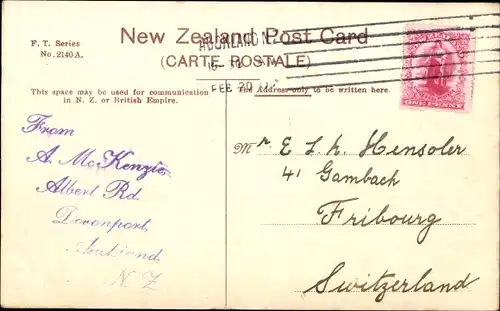 F. T. Series
No. 2140 A.
New Zealand Post Card
(CARTE POSTALE)
AUCKLAND N.Z.
FEB 20
ONE PENNY
This space may be used for communication
in N. Z. or British Empire.
The Address only to be written here.
From
A. McKenzie
Albert Rd.
Devonport,
Auckland,
N. Z
Mr E L h. Hensoler
41 Gambach
Fribourg
Switzerland